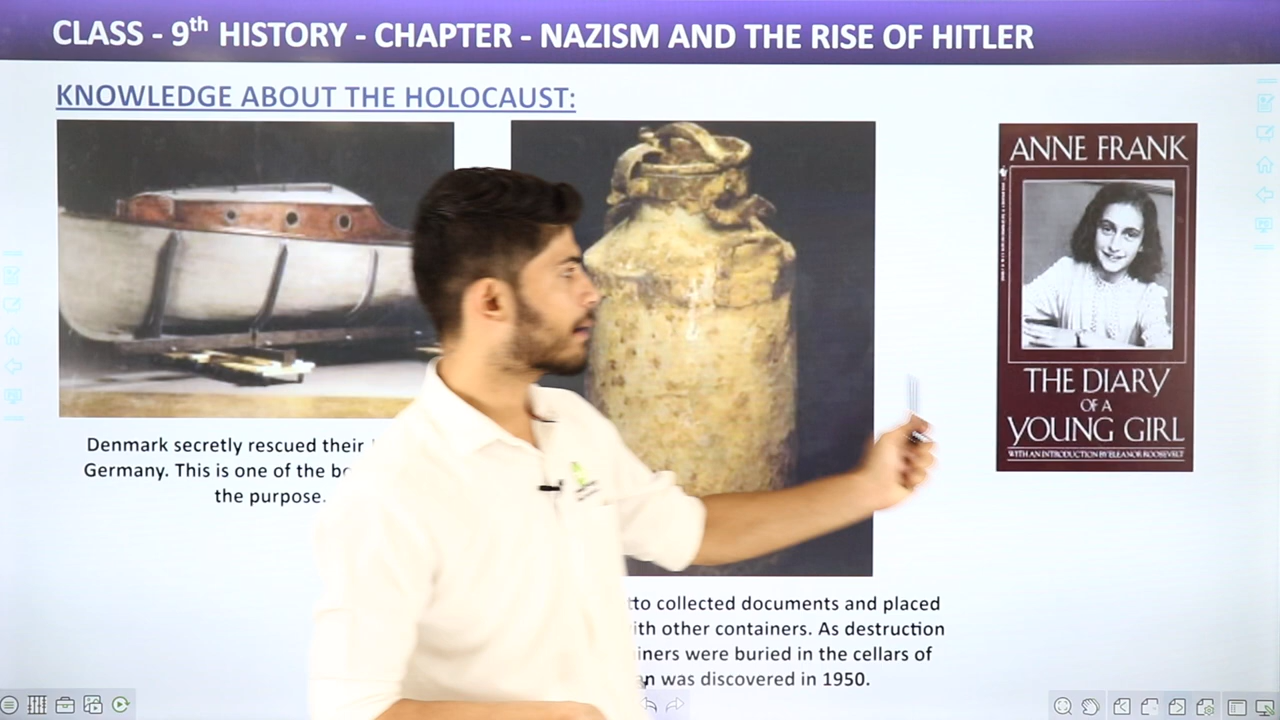 CLASS - 9th HISTORY - CHAPTER - NAZISM AND THE RISE OF HITLER
KNOWLEDGE ABOUT THE HOLOCAUST:
Denmark secretly rescued their
Germany. This is one of the
the purpose.
collected documents and placed
other containers. As destruction
were buried in the cellars of
was discovered in 1950.
ANNE FRANK
THE DIARY
OF A
YOUNG GIRL
WITH AN INTRODUCTION BY ELEANOR ROOSEVELT